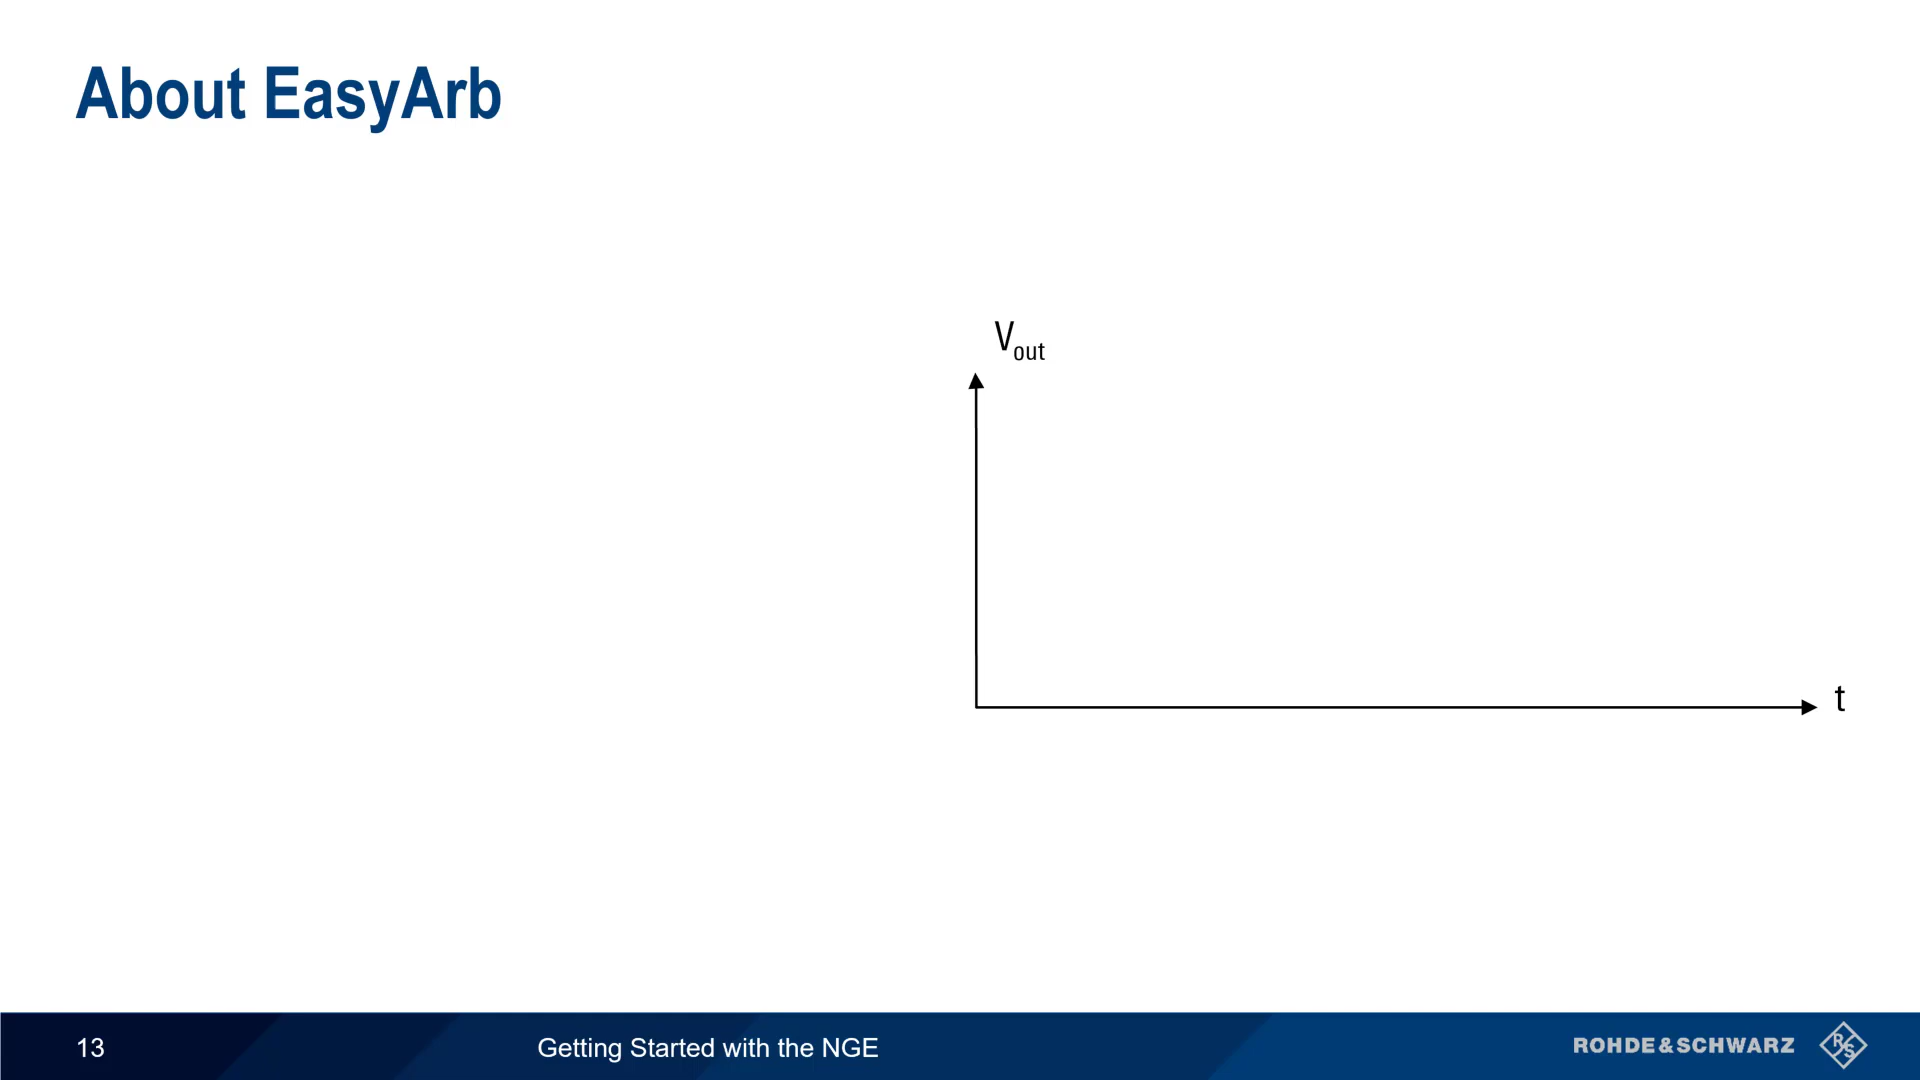 About EasyArb
Vout
t
13
Getting Started with the NGE
ROHDE&SCHWARZ
R&S